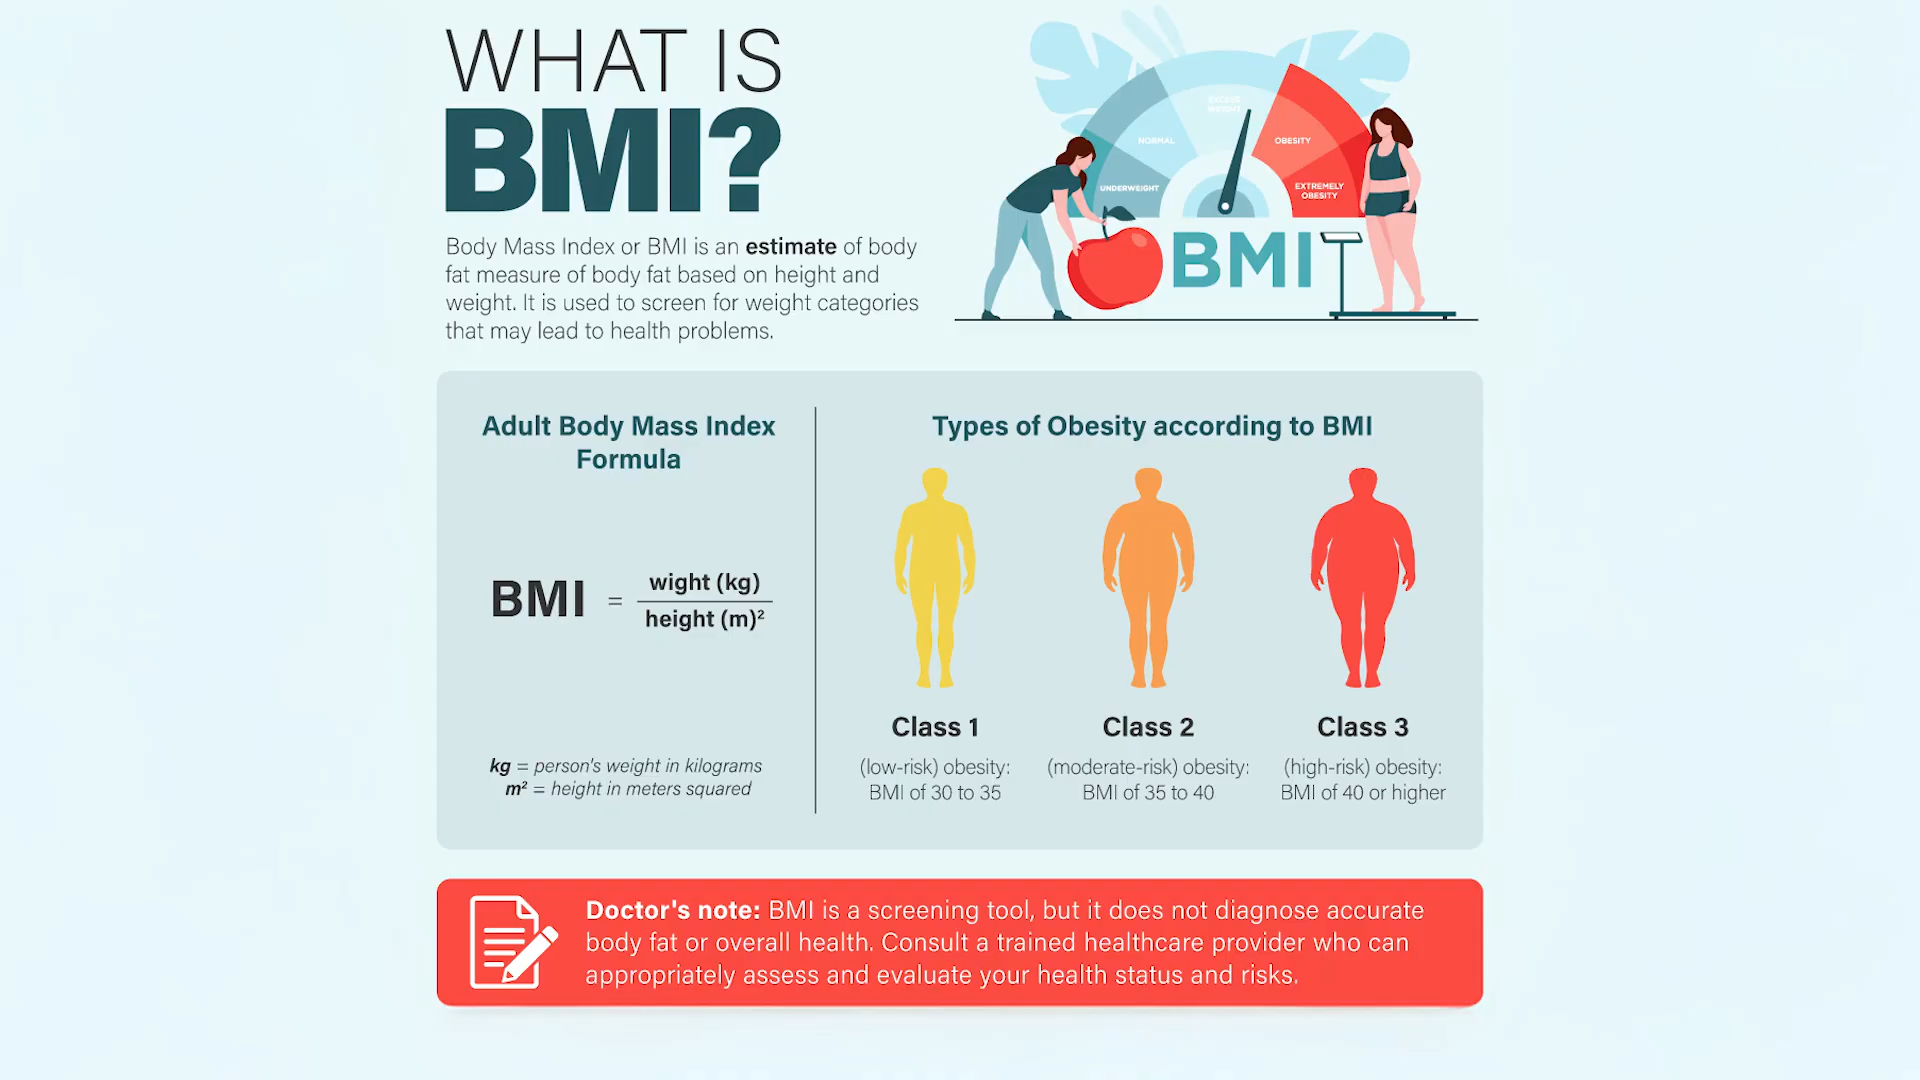 WHAT IS
BMI?
Body Mass Index or BMI is an estimate of body
fat measure of body fat based on height and
weight. It is used to screen for weight categories
that may lead to health problems.
UNDERWEIGHT
NORMAL
EXCESS
WEIGHT
OBESITY
EXTREMELY
OBESITY
BMI
Adult Body Mass Index
Formula
BMI = wight (kg)
height (m)²
kg = person's weight in kilograms
m² = height in meters squared
Types of Obesity according to BMI
Class 1
(low-risk) obesity:
BMI of 30 to 35
Class 2
(moderate-risk) obesity:
BMI of 35 to 40
Class 3
(high-risk) obesity:
BMI of 40 or higher
Doctor's note: BMI is a screening tool, but it does not diagnose accurate
body fat or overall health. Consult a trained healthcare provider who can
appropriately assess and evaluate your health status and risks.